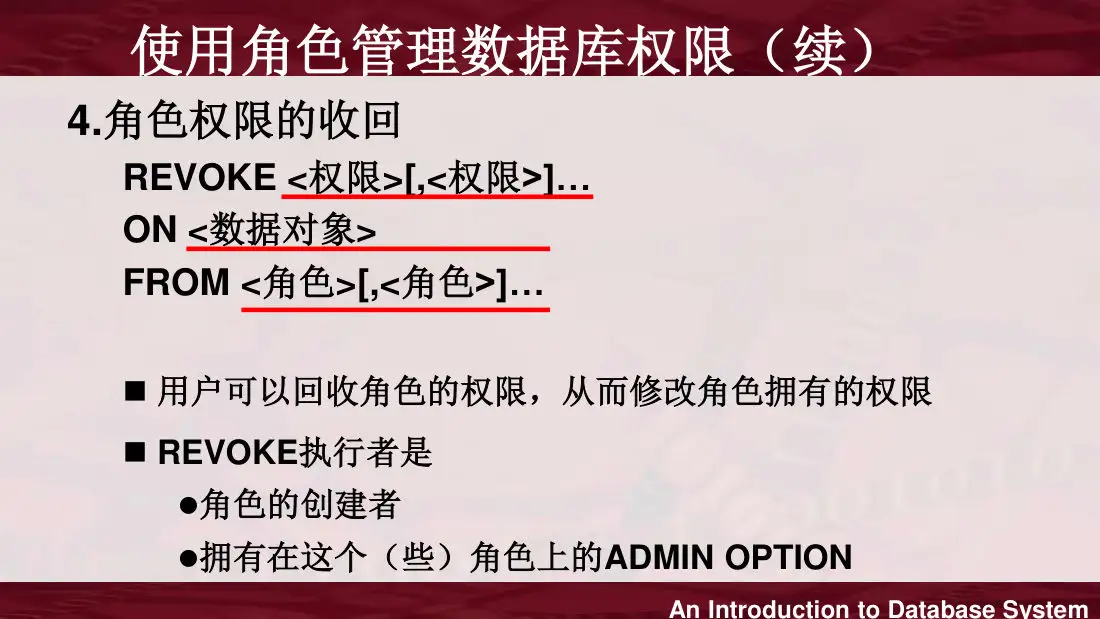 使用角色管理数据库权限（续）
4.角色权限的收回
REVOKE <权限>[,<权限>]…
ON <数据对象>
FROM <角色>[,<角色>]…
■ 用户可以回收角色的权限，从而修改角色拥有的权限
■ REVOKE执行者是
●角色的创建者
●拥有在这个（些）角色上的ADMIN OPTION
An Introduction to Database System